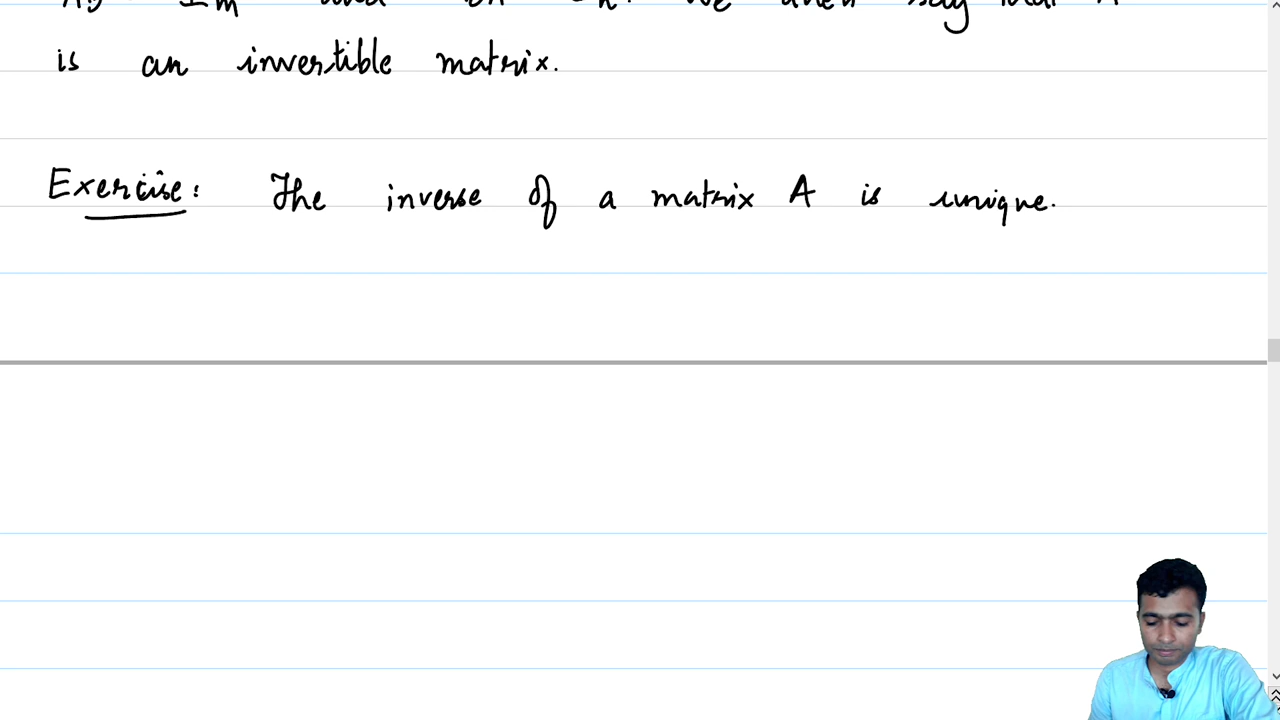 is an invertible matrix.
Exercise: The inverse of a matrix A is unique.